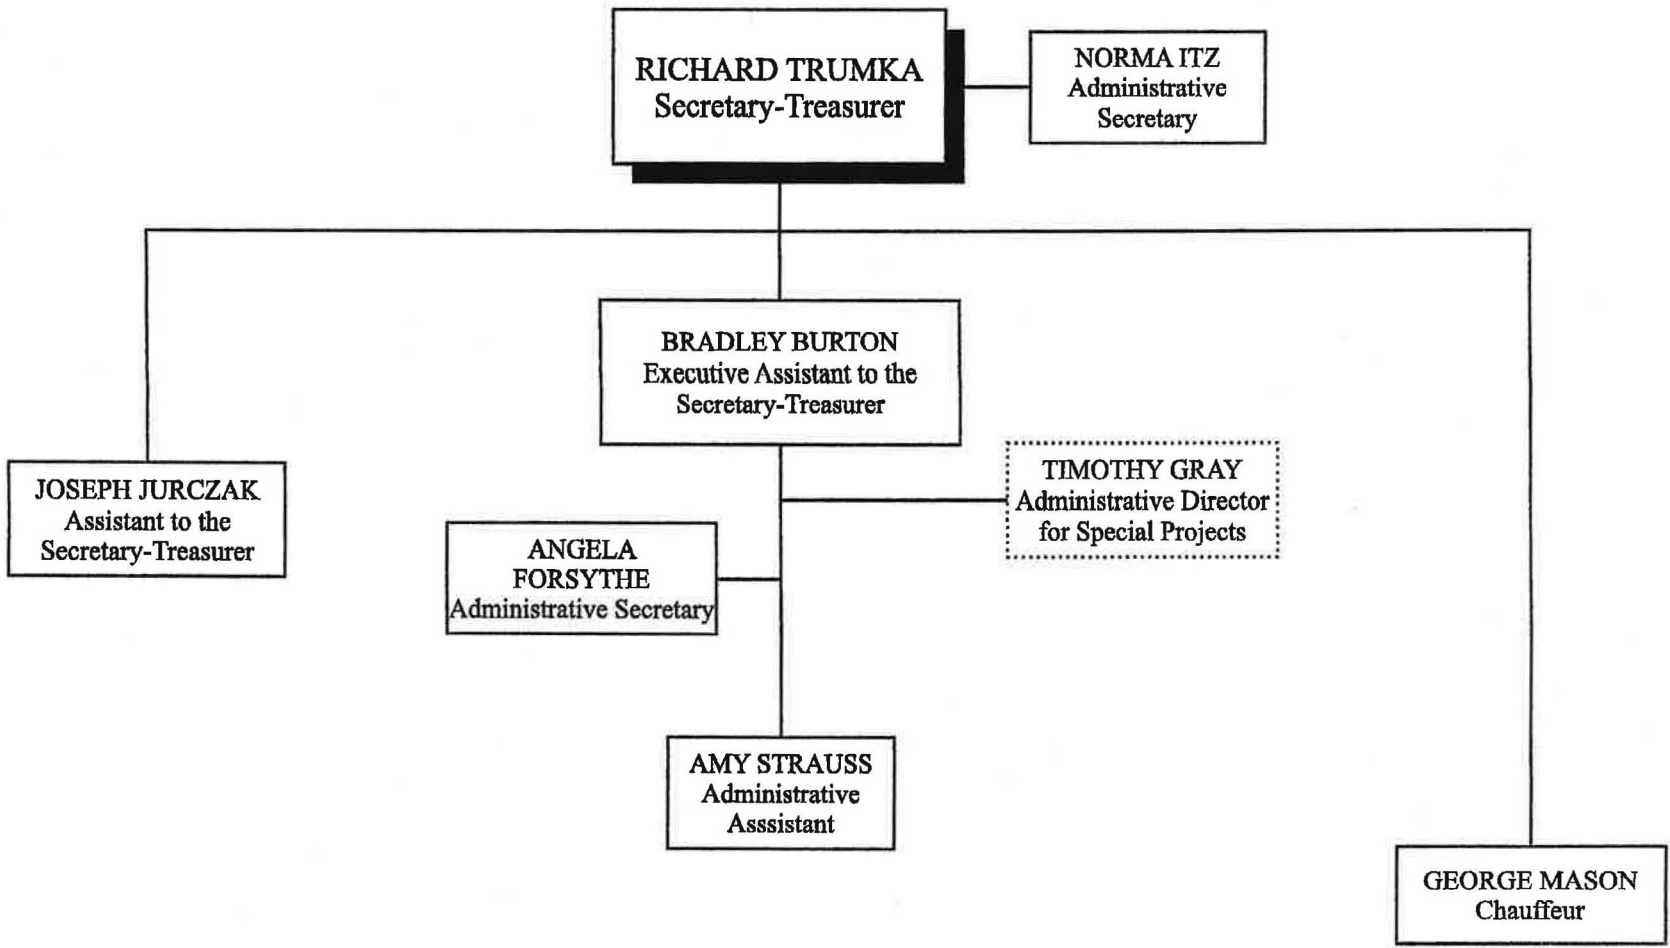 RICHARD TRUMKA
Secretary-Treasurer
NORMA ITZ
Administrative
Secretary
BRADLEY BURTON
Executive Assistant to the
Secretary-Treasurer
JOSEPH JURCZAK
Assistant to the
Secretary-Treasurer
TIMOTHY GRAY
Administrative Director
for Special Projects
ANGELA
FORSYTHE
Administrative Secretary
AMY STRAUSS
Administrative
Asssistant
GEORGE MASON
Chauffeur